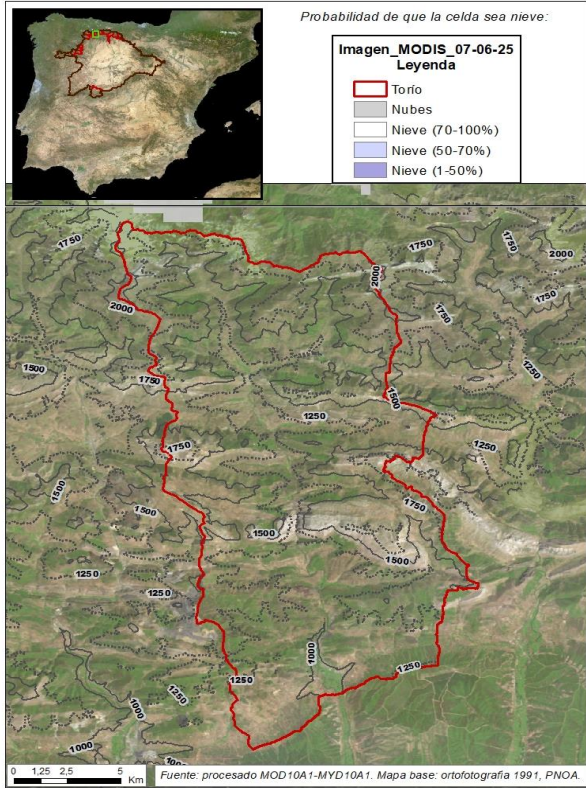 Probabilidad de que la celda sea nieve:
Imagen_MODIS_07-06-25
Leyenda
Torío
Nubes
Nieve (70-100%)
Nieve (50-70%)
Nieve (1-50%)
1750
1750
1750
2000
2000
1750
2000
1750
1500
1750
1250
1500
1250
1750
1250
1500
1750
1500
1500
1500
1250
1250
1000
1250
1250
1250
1000
1000
0 1,25 2,5 5
Km
Fuente: procesado MOD10A1-MYD10A1. Mapa base: ortofotografia 1991, PNOA.